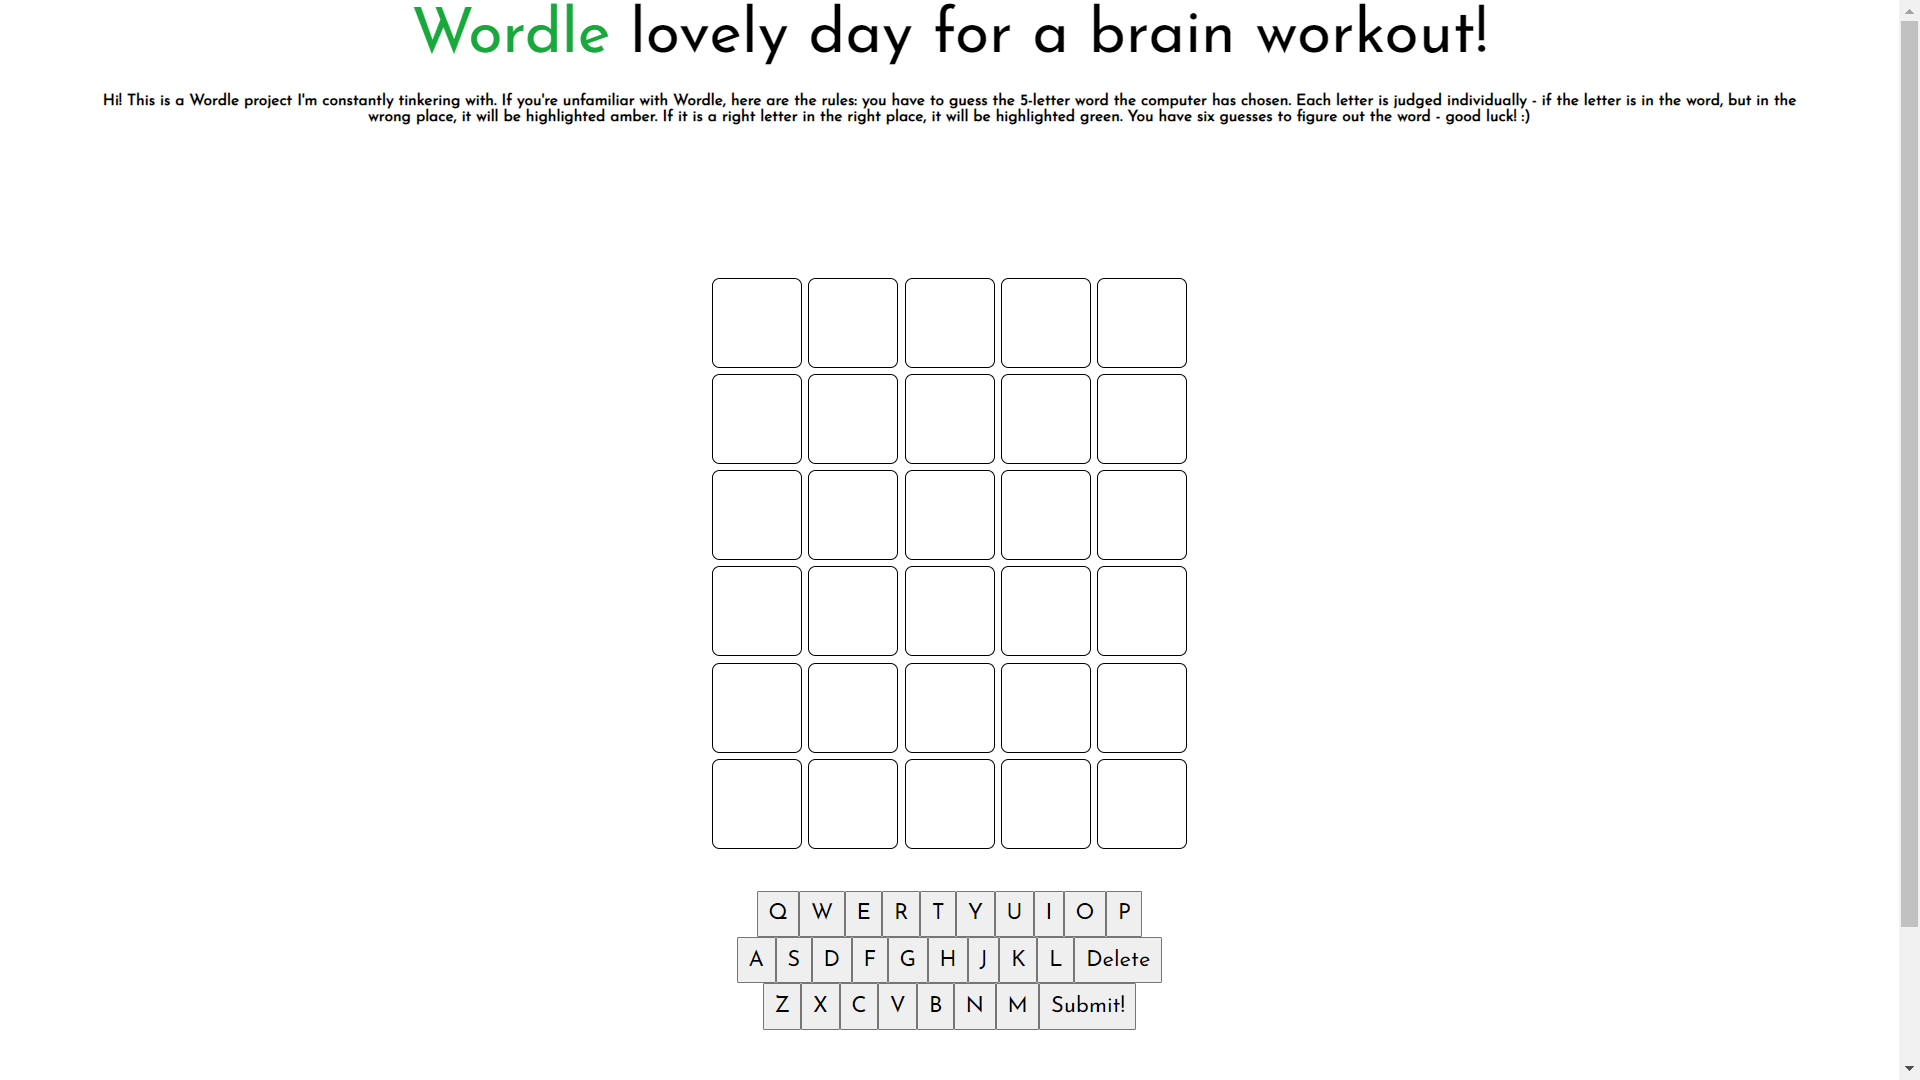 Wordle lovely day for a brain workout!
Hi! This is a Wordle project I'm constantly tinkering with. If you're unfamiliar with Wordle, here are the rules: you have to guess the 5-letter word the computer has chosen. Each letter is judged individually - if the letter is in the word, but in the
wrong place, it will be highlighted amber. If it is a right letter in the right place, it will be highlighted green. You have six guesses to figure out the word - good luck! :)
Q W E R T Y U I O P
A S D F G H J K L Delete
Z X C V B N M Submit!